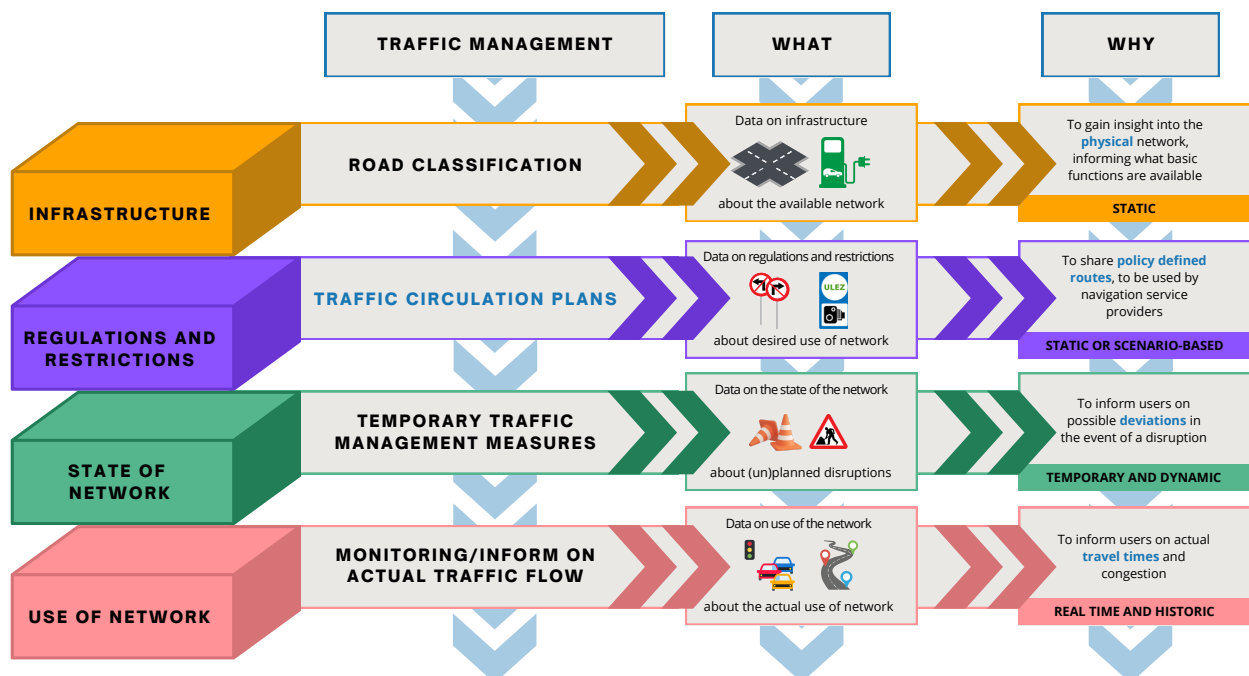 TRAFFIC MANAGEMENT
WHAT
WHY
INFRASTRUCTURE
ROAD CLASSIFICATION
Data on infrastructure
about the available network
To gain insight into the
physical network,
informing what basic
functions are available
STATIC
REGULATIONS AND
RESTRICTIONS
TRAFFIC CIRCULATION PLANS
Data on regulations and restrictions
ULEZ
about desired use of network
To share policy defined
routes, to be used by
navigation service
providers
STATIC OR SCENARIO-BASED
STATE OF
NETWORK
TEMPORARY TRAFFIC
MANAGEMENT MEASURES
Data on the state of the network
about (un)planned disruptions
To inform users on
possible deviations in
the event of a disruption
TEMPORARY AND DYNAMIC
USE OF NETWORK
MONITORING/INFORM ON
ACTUAL TRAFFIC FLOW
Data on use of the network
about the actual use of network
To inform users on actual
travel times and
congestion
REAL TIME AND HISTORIC